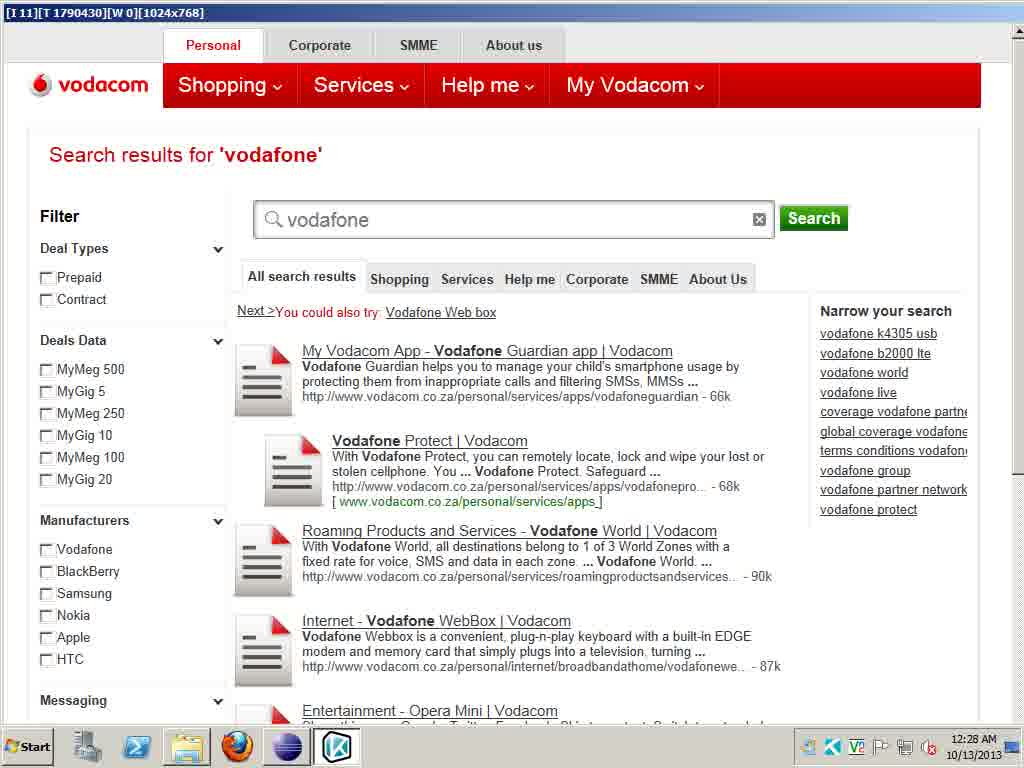 [I 11][T 1790430][W 0][1024x768]
Personal Corporate SMME About us
vodacom Shopping Services Help me My Vodacom
Search results for 'vodafone'
Filter
Deal Types
Prepaid
Contract
Deals Data
MyMeg 500
MyGig 5
MyMeg 250
MyGig 10
MyMeg 100
MyGig 20
Manufacturers
Vodafone
BlackBerry
Samsung
Nokia
Apple
HTC
Messaging
vodafone Search
All search results Shopping Services Help me Corporate SMME About Us
Next >You could also try: Vodafone Web box
My Vodacom App - Vodafone Guardian app | Vodacom
Vodafone Guardian helps you to manage your child's smartphone usage by
protecting them from inappropriate calls and filtering SMSs, MMSs ...
http://www.vodacom.co.za/personal/services/apps/vodafoneguardian - 66k
Vodafone Protect | Vodacom
With Vodafone Protect, you can remotely locate, lock and wipe your lost or
stolen cellphone. You ... Vodafone Protect. Safeguard ...
http://www.vodacom.co.za/personal/services/apps/vodafonepro... - 68k
[ www.vodacom.co.za/personal/services/apps ]
Roaming Products and Services - Vodafone World | Vodacom
With Vodafone World, all destinations belong to 1 of 3 World Zones with a
fixed rate for voice, SMS and data in each zone. ... Vodafone World. ...
http://www.vodacom.co.za/personal/services/roamingproductsandservices... - 90k
Internet - Vodafone WebBox | Vodacom
Vodafone Webbox is a convenient, plug-n-play keyboard with a built-in EDGE
modem and memory card that simply plugs into a television, turning ...
http://www.vodacom.co.za/personal/internet/broadbandathome/vodafonewe... - 87k
Entertainment - Opera Mini | Vodacom
Narrow your search
vodafone k4305 usb
vodafone b2000 lte
vodafone world
vodafone live
coverage vodafone partne
global coverage vodafone
terms conditions vodafon
vodafone group
vodafone partner network
vodafone protect
Start
12:28 AM
10/13/2013